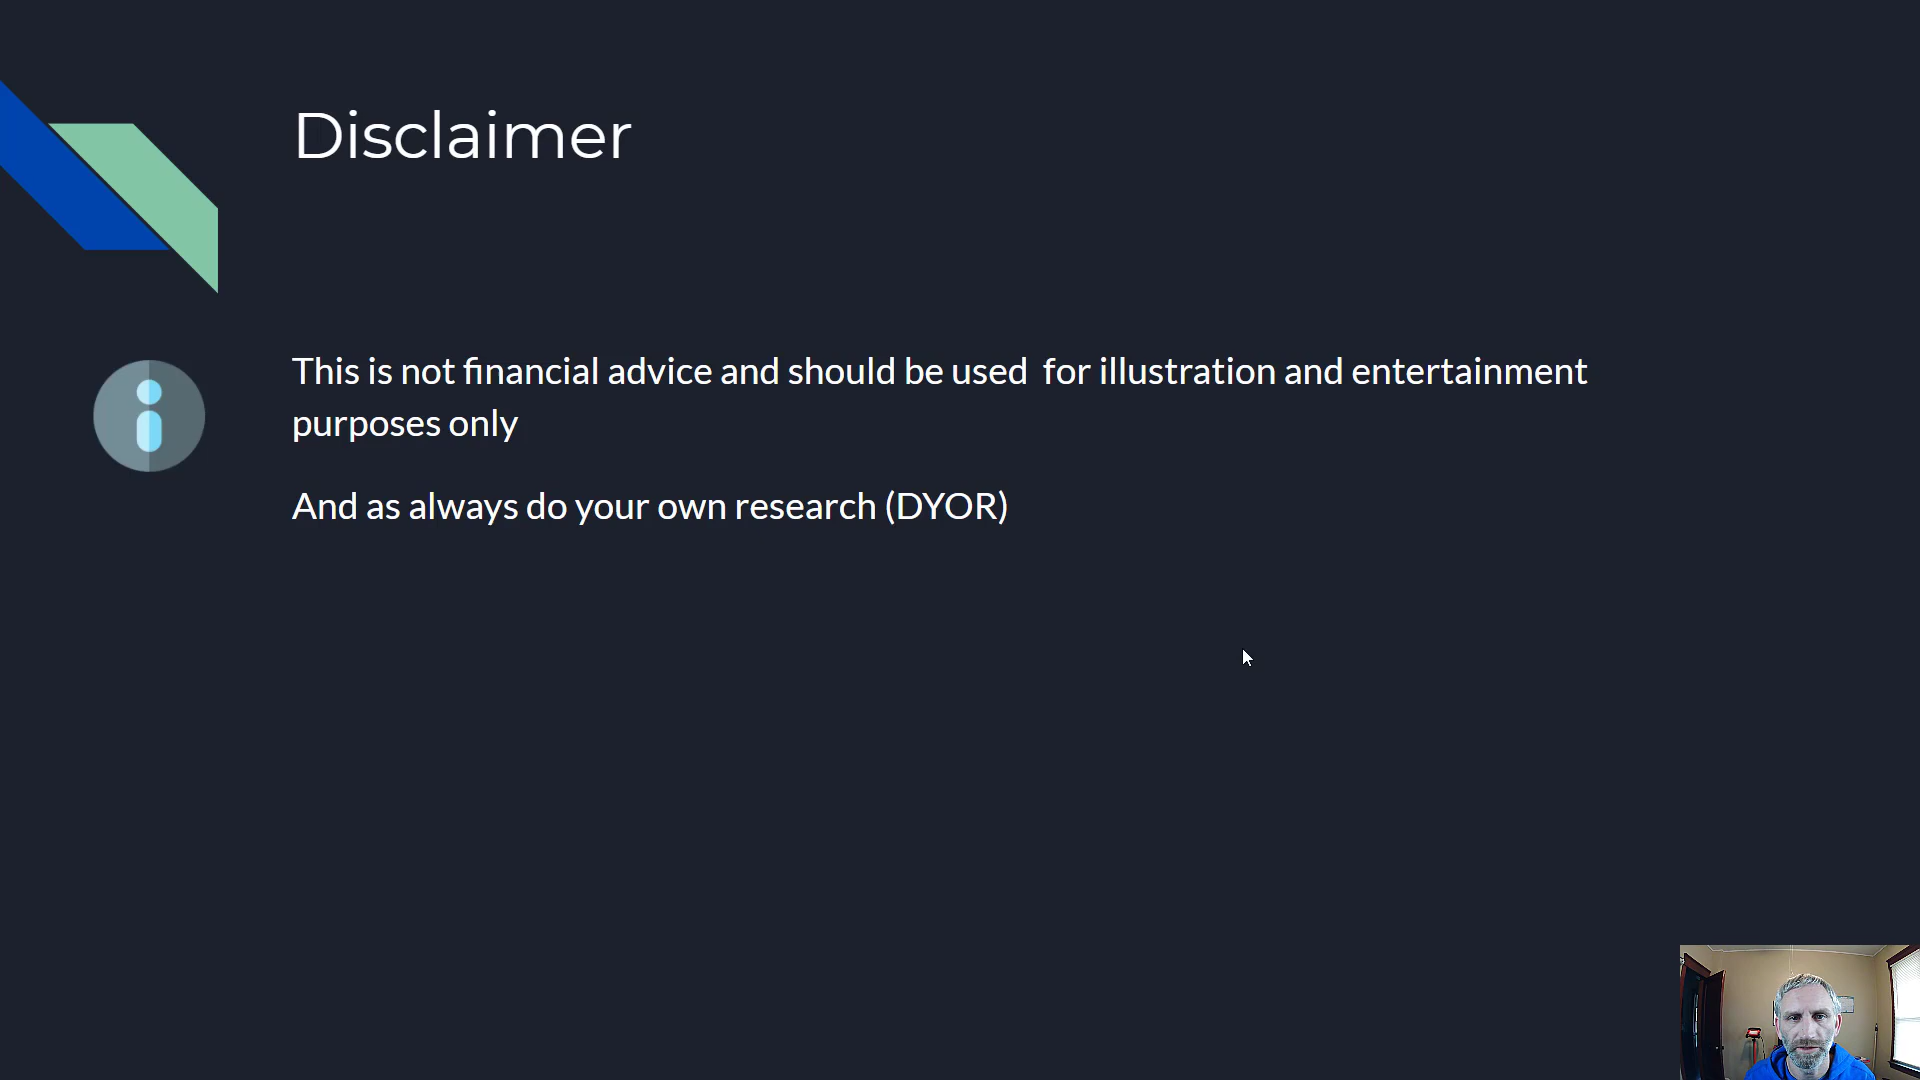 Disclaimer
This is not financial advice and should be used  for illustration and entertainment
purposes only
And as always do your own research (DYOR)